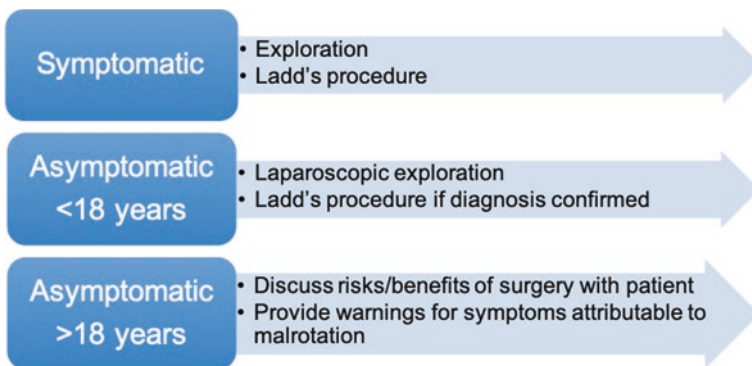 Symptomatic
• Exploration
• Ladd's procedure
Asymptomatic
<18 years
• Laparoscopic exploration
• Ladd's procedure if diagnosis confirmed
Asymptomatic
>18 years
• Discuss risks/benefits of surgery with patient
• Provide warnings for symptoms attributable to
malrotation